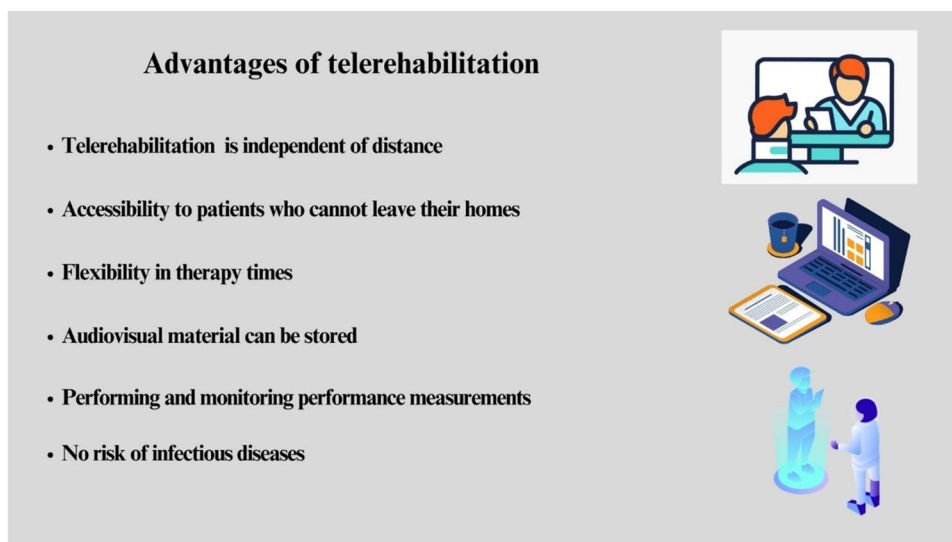 Advantages of telerehabilitation
• Telerehabilitation is independent of distance
• Accessibility to patients who cannot leave their homes
• Flexibility in therapy times
• Audiovisual material can be stored
• Performing and monitoring performance measurements
• No risk of infectious diseases